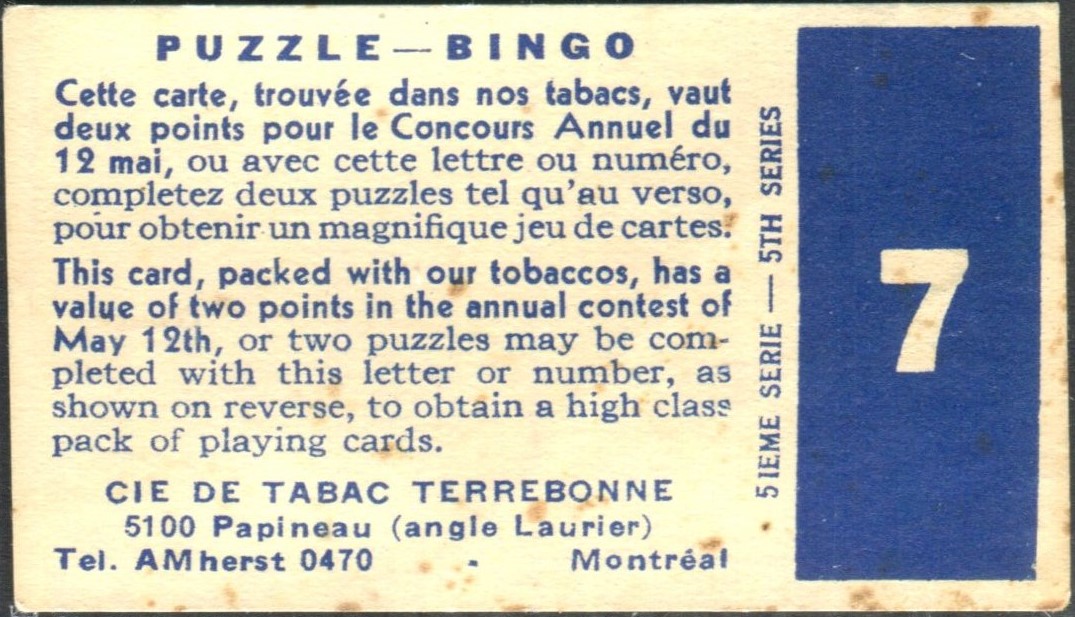 PUZZLE — BINGO
Cette carte, trouvée dans nos tabacs, vaut
deux points pour le Concours Annuel du
12 mai, ou avec cette lettre ou numéro,
completez deux puzzles tel qu'au verso,
pour obtenir un magnifique jeu de cartes.
This card, packed with our tobaccos, has a
value of two points in the annual contest of
May 12th, or two puzzles may be com-
pleted with this letter or number, as
shown on reverse, to obtain a high class
pack of playing cards.
CIE DE TABAC TERREBONNE
5100 Papineau (angle Laurier)
Tel. AMherst 0470 - Montréal
5IEME SERIE — 5TH SERIES
7